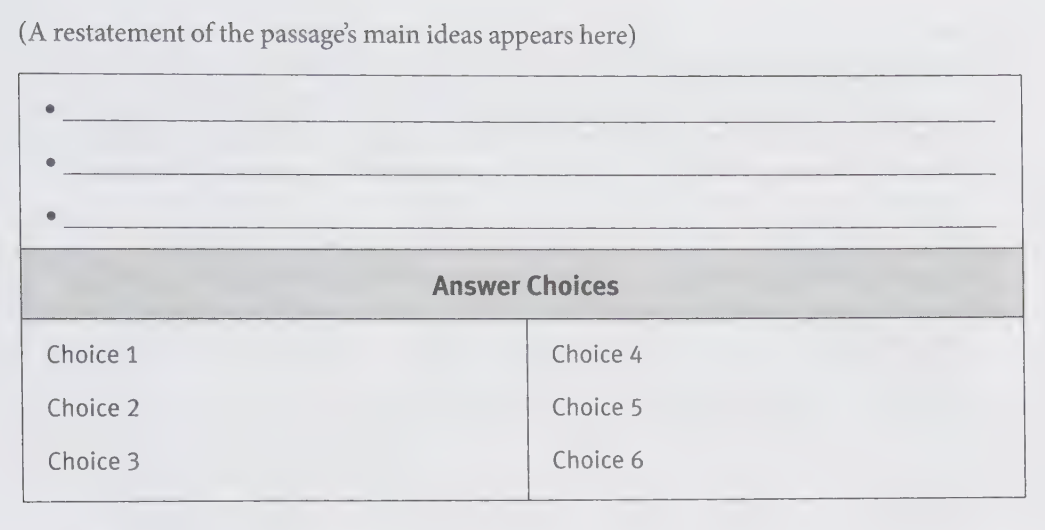 (A restatement of the passage's main ideas appears here)
•
•
•
Answer Choices
Choice 1
Choice 2
Choice 3
Choice 4
Choice 5
Choice 6